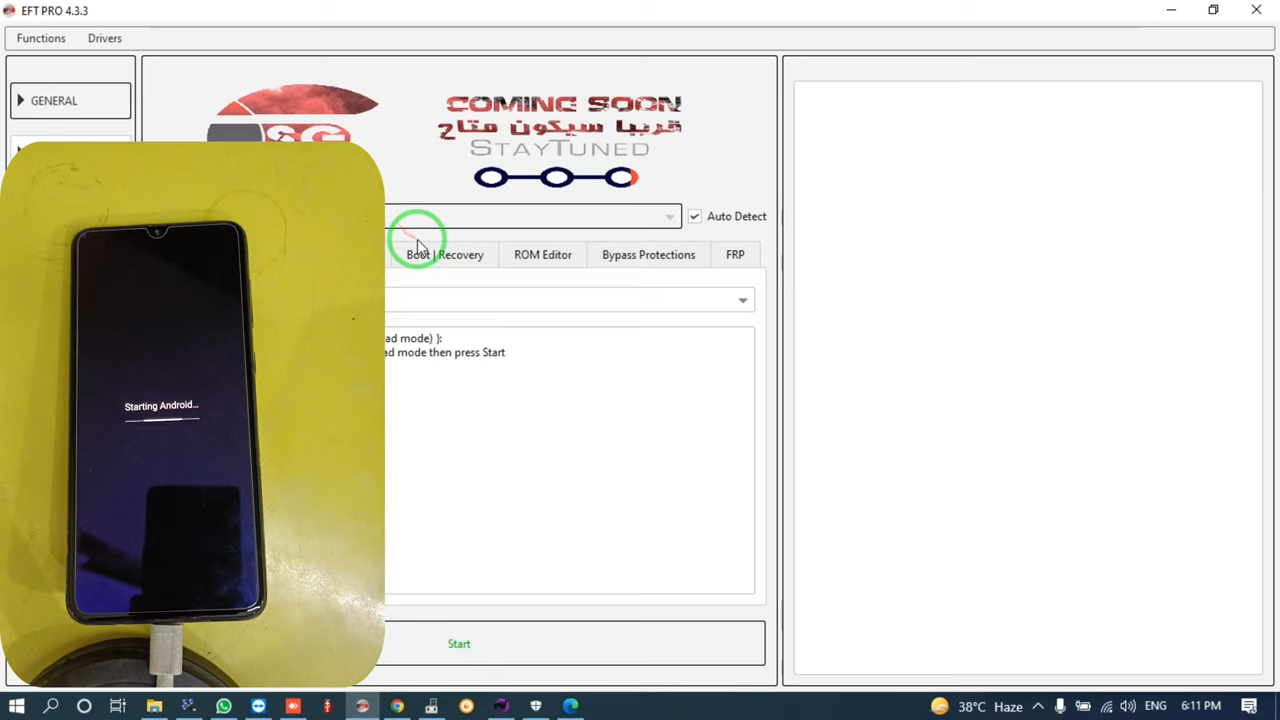 EFT PRO 4.3.3
Functions
Drivers
GENERAL
SG
COMING SOON
قريبا سيكون متاح
STAYTUNED
Auto Detect
Boot | Recovery
ROM Editor
Bypass Protections
FRP
ad mode) }:
ad mode then press Start
Starting Android...
Start
38°C Haze
ENG
6:11 PM